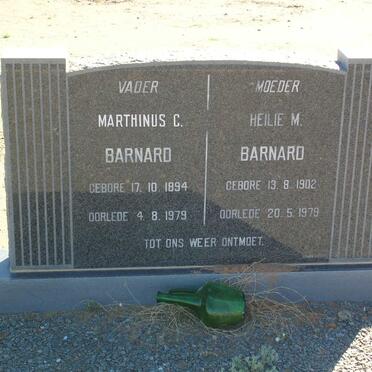 VADER
MARTHINUS C.
BARNARD
GEBORE 17. 10. 1894
OORLEDE 4. 8. 1979
MOEDER
HEILIE M.
BARNARD
GEBORE 13. 8. 1902
OORLEDE 20. 5. 1979
TOT ONS WEER ONTMOET.